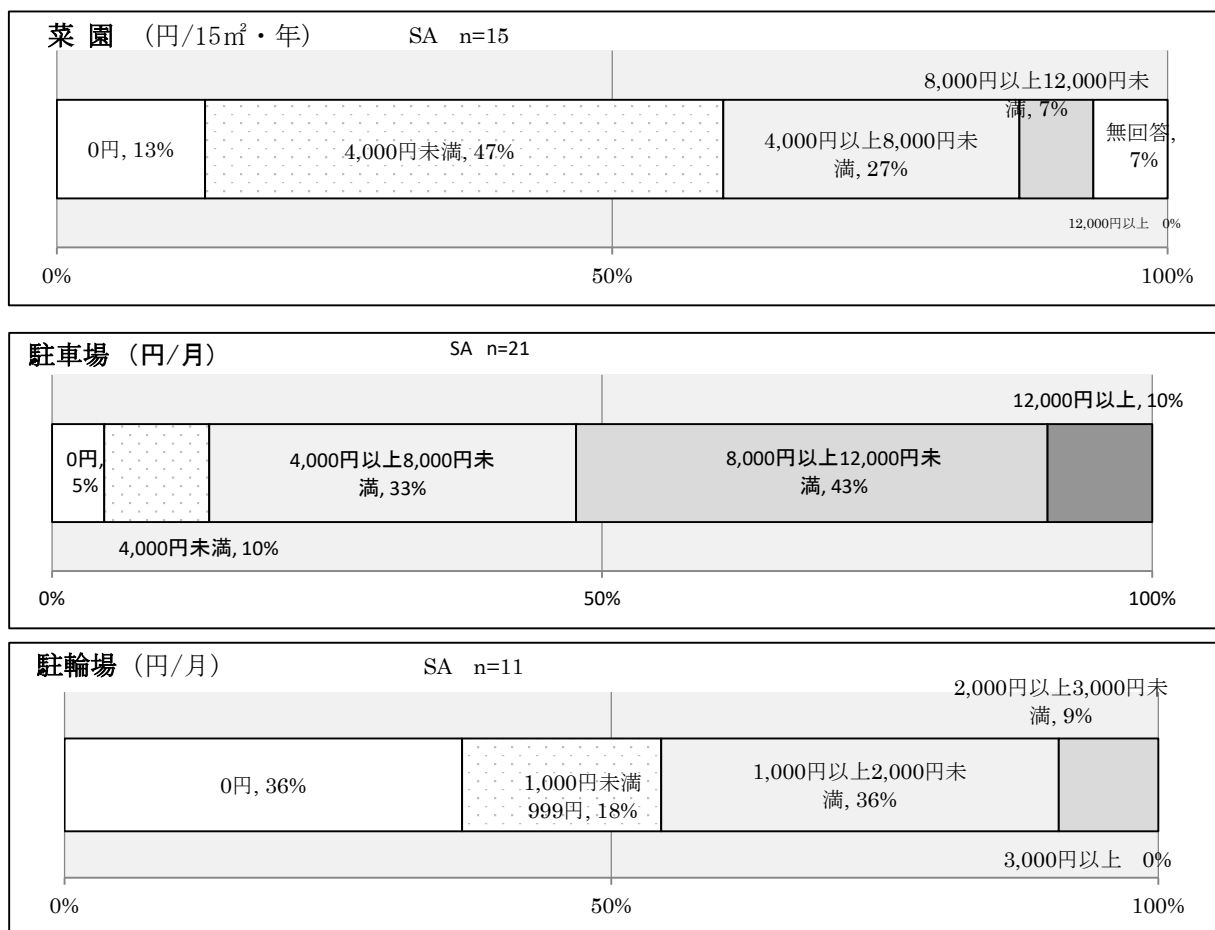 菜 園 （円/15㎡・年） SA n=15
8,000円以上12,000円未
満, 7%
0円, 13%
4,000円未満, 47%
4,000円以上8,000円未
満, 27%
無回答,
7%
12,000円以上 0%
0% 50% 100%
駐車場（円/月） SA n=21
12,000円以上, 10%
0円,
5%
4,000円以上8,000円未
満, 33%
8,000円以上12,000円未
満, 43%
4,000円未満, 10%
0% 50% 100%
駐輪場（円/月） SA n=11
2,000円以上3,000円未
満, 9%
0円, 36%
1,000円未満
999円, 18%
1,000円以上2,000円未
満, 36%
3,000円以上 0%
0% 50% 100%